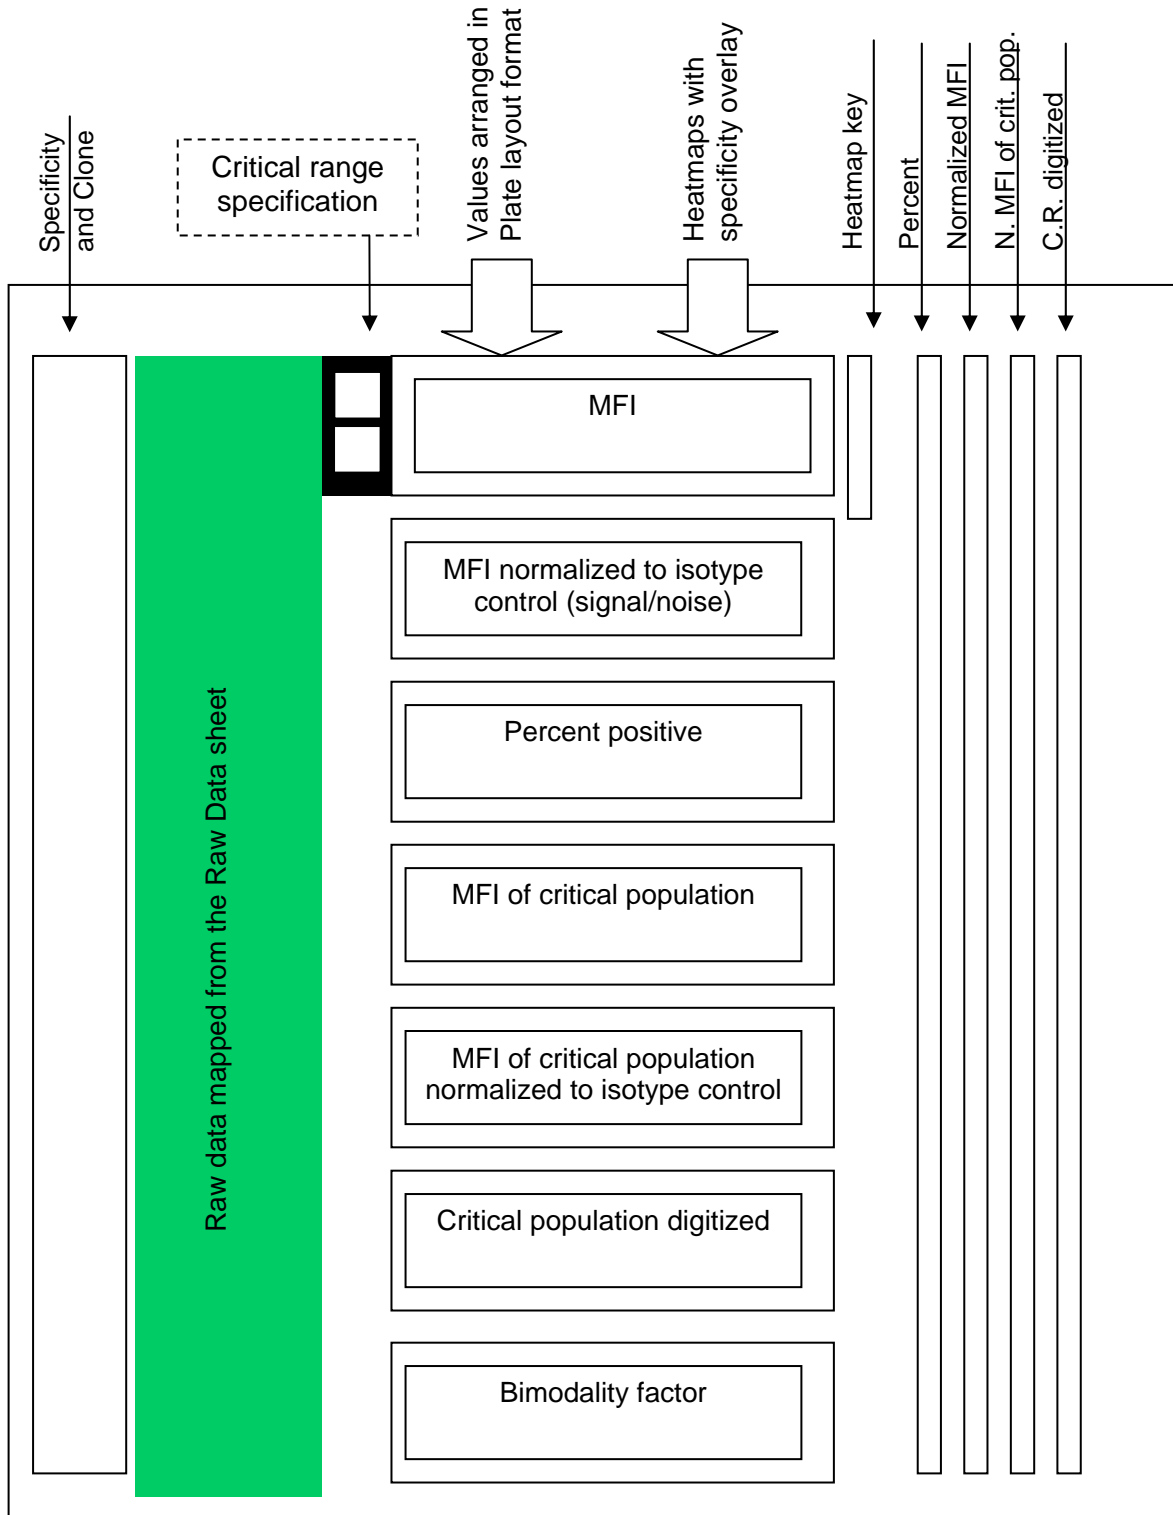 Specificity
and Clone
Critical range
specification
Values arranged in
Plate layout format
Heatmaps with
specificity overlay
Heatmap key
Percent
Normalized MFI
N. MFI of crit. pop.
C.R. digitized
Raw data mapped from the Raw Data sheet
MFI
MFI normalized to isotype
control (signal/noise)
Percent positive
MFI of critical population
MFI of critical population
normalized to isotype control
Critical population digitized
Bimodality factor